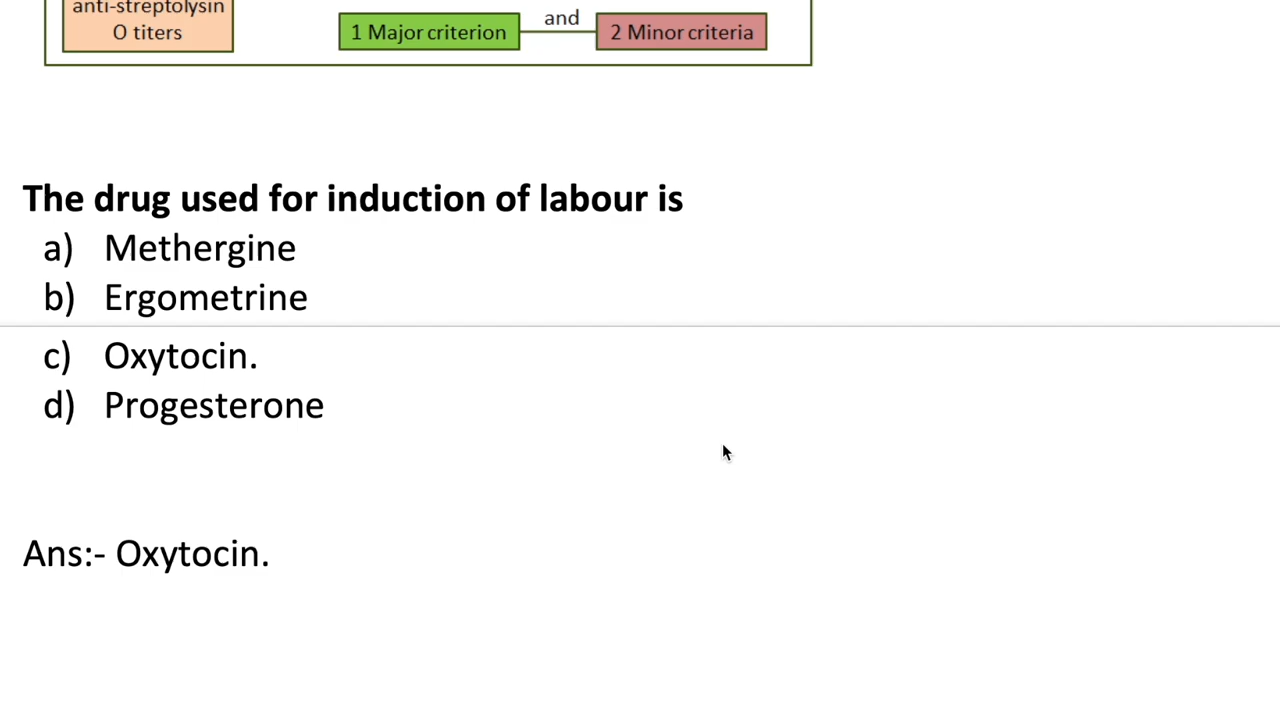 anti-streptolysin
O titers
1 Major criterion
and
2 Minor criteria
The drug used for induction of labour is
a) Methergine
b) Ergometrine
c) Oxytocin.
d) Progesterone
Ans:- Oxytocin.